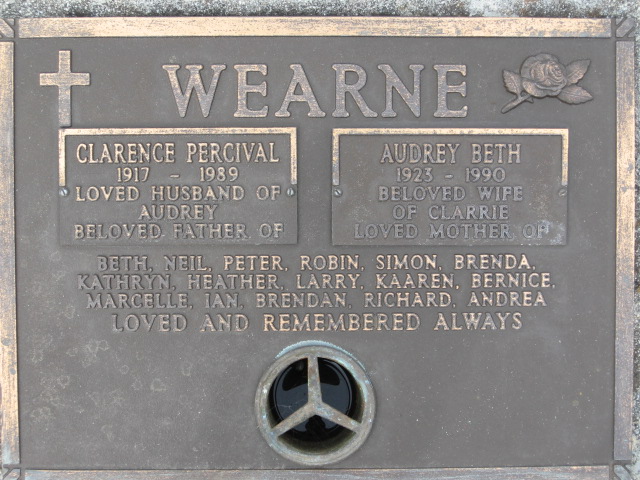 WEARNE
CLARENCE PERCIVAL
1917 - 1989
LOVED HUSBAND OF
AUDREY
BELOVED FATHER OF
AUDREY BETH
1923 - 1990
BELOVED WIFE
OF CLARRIE
LOVED MOTHER OF
BETH, NEIL, PETER, ROBIN, SIMON, BRENDA,
KATHRYN, HEATHER, LARRY, KAAREN, BERNICE,
MARCELLE, IAN, BRENDAN, RICHARD, ANDREA
LOVED AND REMEMBERED ALWAYS